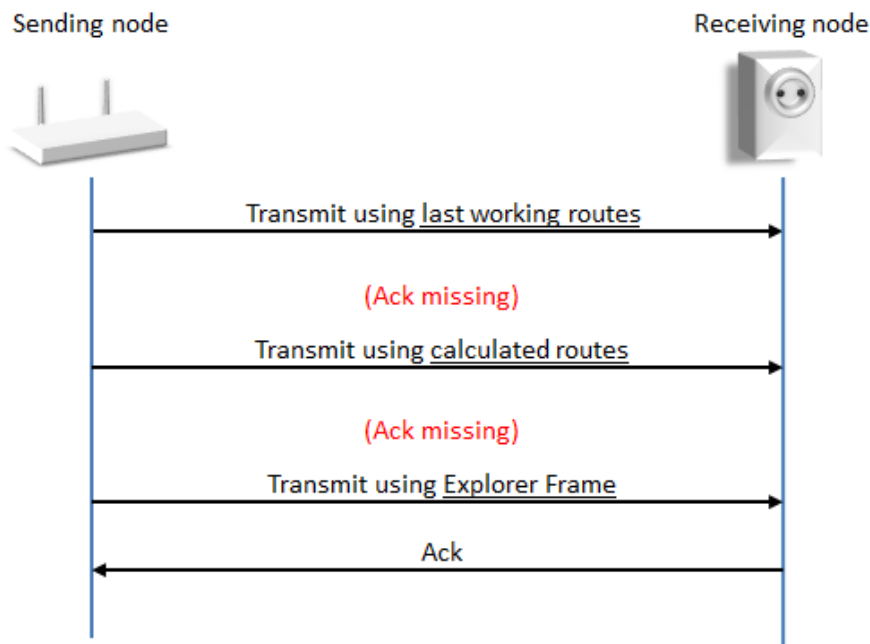 Sending node
Receiving node
Transmit using last working routes
(Ack missing)
Transmit using calculated routes
(Ack missing)
Transmit using Explorer Frame
Ack